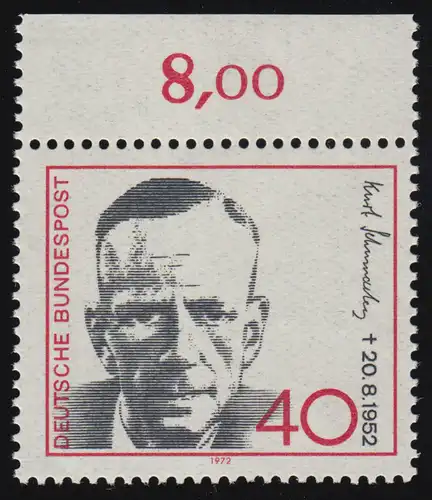 8,00
DEUTSCHE BUNDESPOST
Kurt Schumacher
† 20.8.1952
40
1972